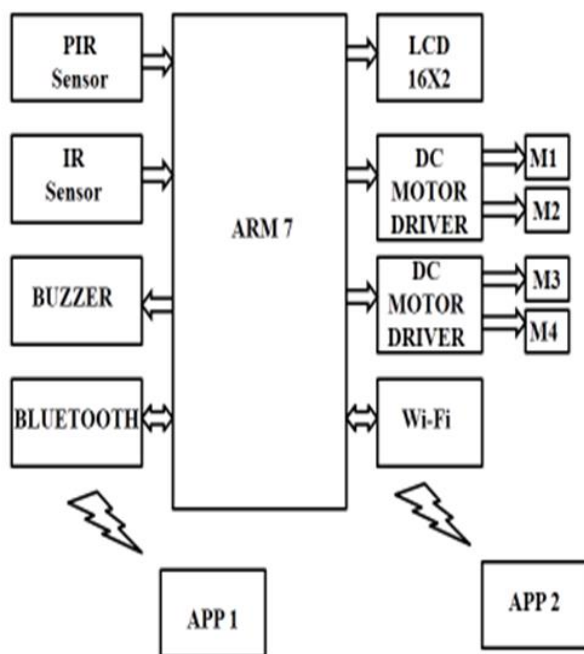 PIR
Sensor
IR
Sensor
BUZZER
BLUETOOTH
ARM 7
LCD
16X2
DC
MOTOR
DRIVER
M1
M2
DC
MOTOR
DRIVER
M3
M4
Wi-Fi
APP 1
APP 2